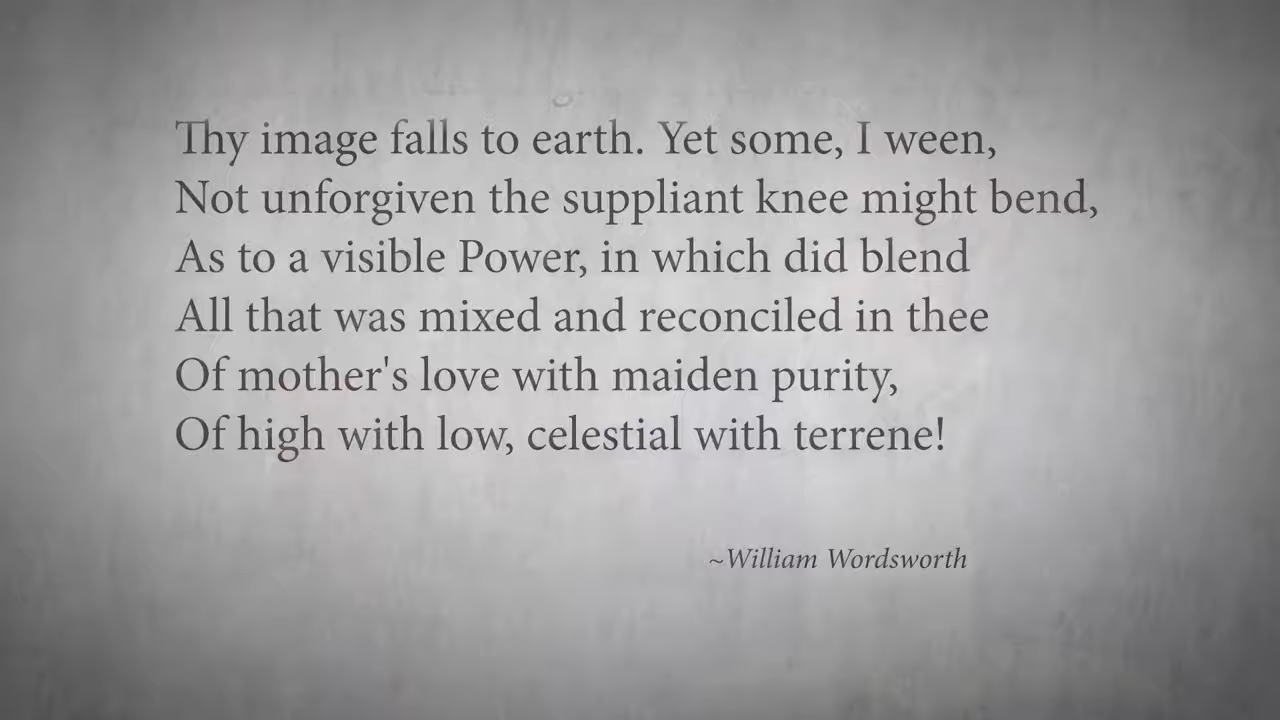 Thy image falls to earth. Yet some, I ween,
Not unforgiven the suppliant knee might bend,
As to a visible Power, in which did blend
All that was mixed and reconciled in thee
Of mother's love with maiden purity,
Of high with low, celestial with terrene!
~William Wordsworth